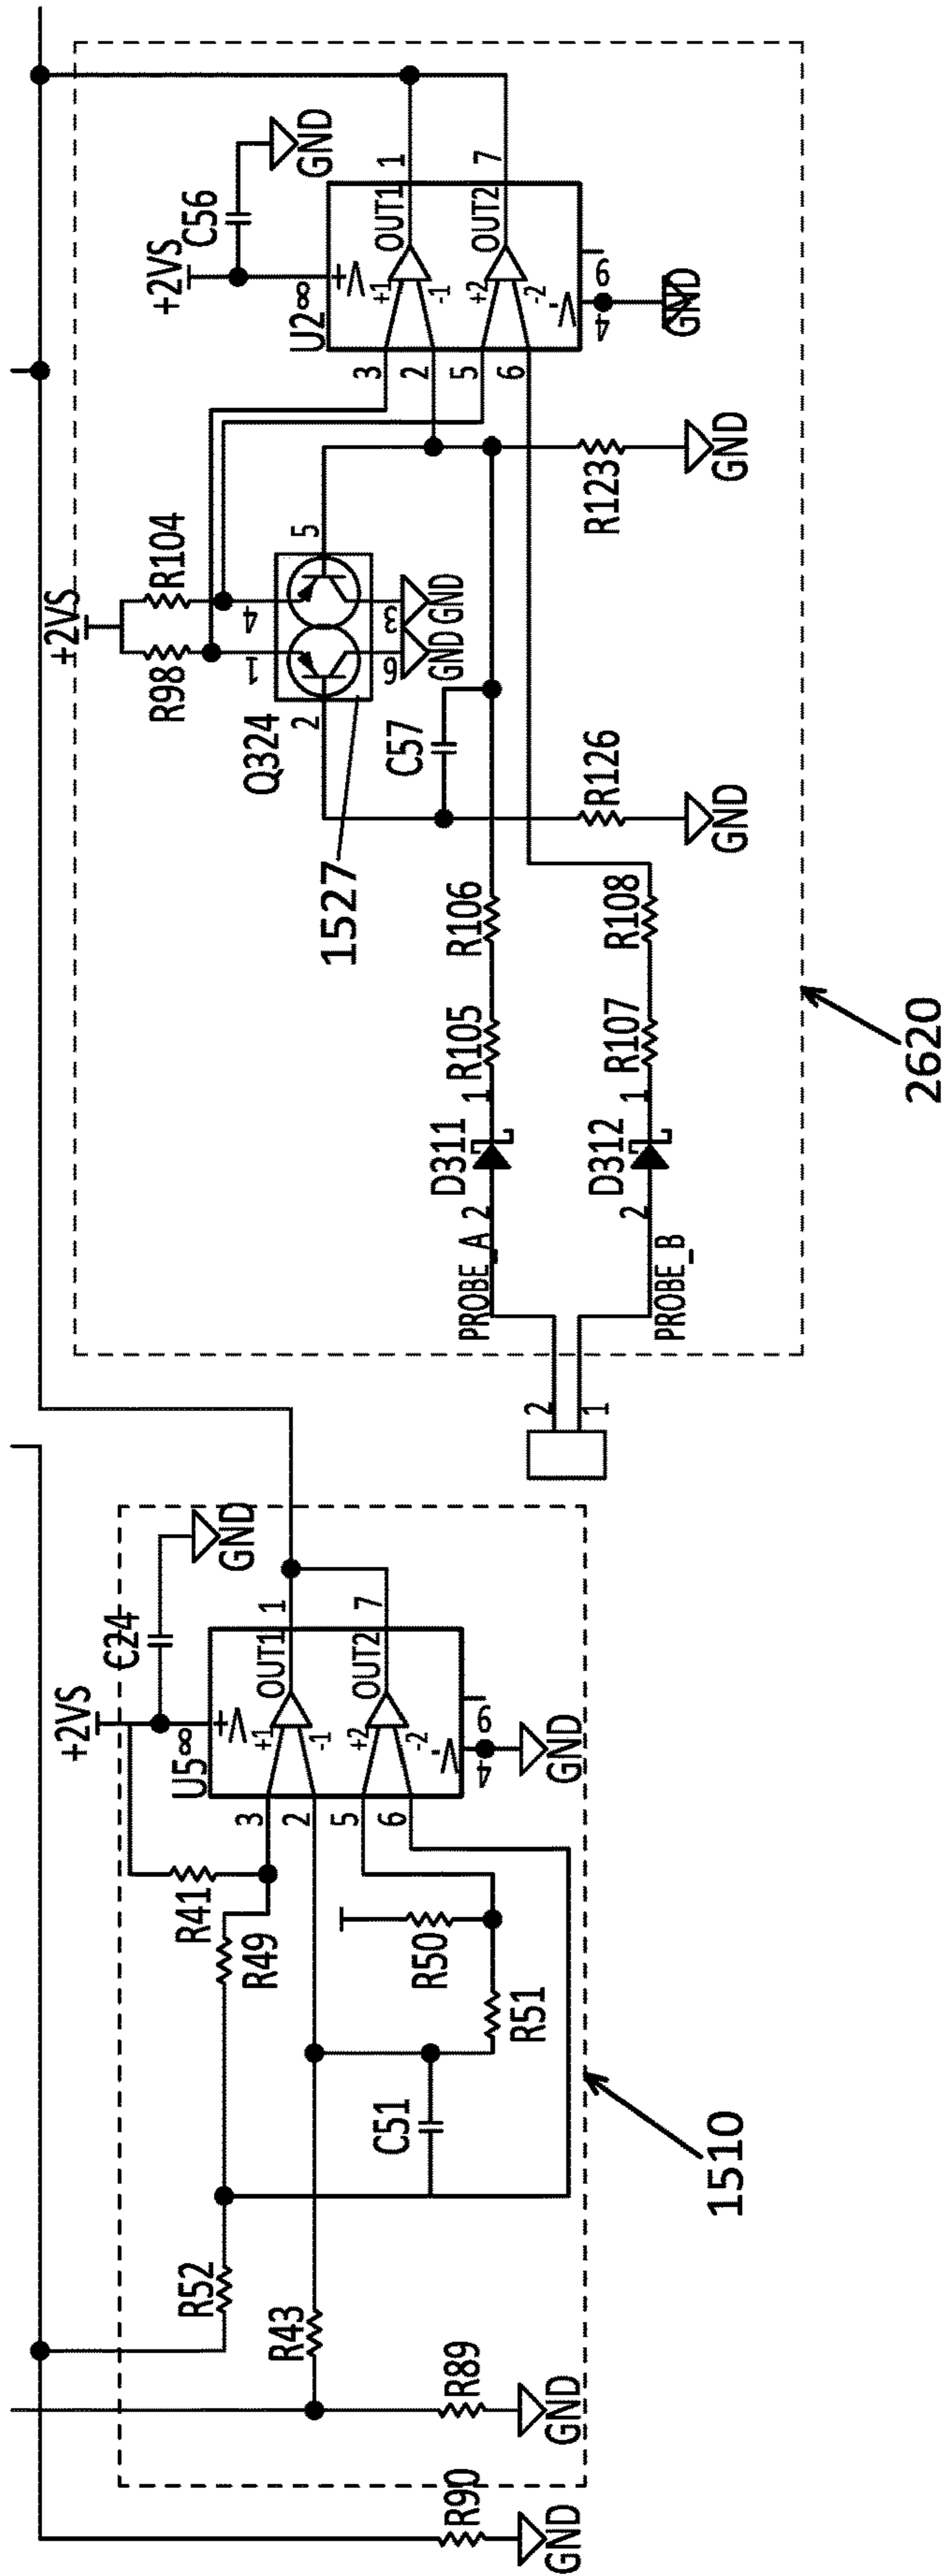 +2VS
C56
GND
U2
8
V+
+1
-1
OUT1
1
+2
-2
OUT2
7
V-
4
9
GND
3
2
5
6
+2VS
R98
R104
1
4
Q324
2
5
6
3
GND
GND
1527
C57
R123
GND
R126
GND
PROBE_A
2
D311
1
R105
R106
PROBE_B
2
D312
1
R107
R108
2
1
2620
+2VS
C24
GND
U5
8
V+
+1
-1
OUT1
1
+2
-2
OUT2
7
V-
4
9
GND
3
2
5
6
R41
R49
R50
R51
C51
R52
R43
R89
GND
R90
GND
1510